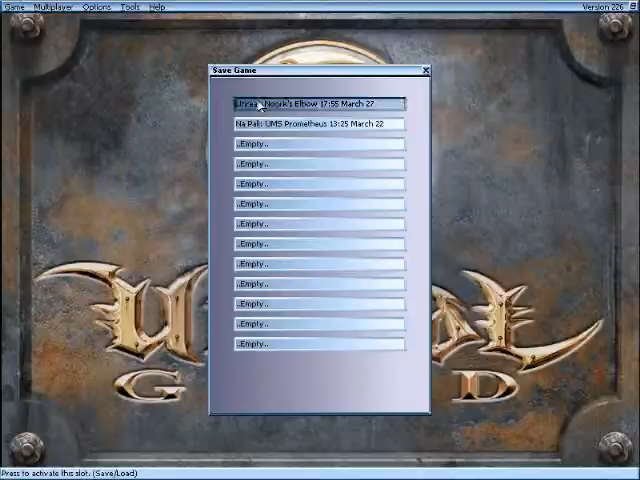 Game Multiplayer Options Tools Help Version 226
Save Game
Unreal: Nogrik's Elbow 17:55 March 27
Na Pali: UMS Prometheus 13:25 March 22
..Empty..
..Empty..
..Empty..
..Empty..
..Empty..
..Empty..
..Empty..
..Empty..
..Empty..
..Empty..
..Empty..
G D
Press to activate this slot. (Save/Load)